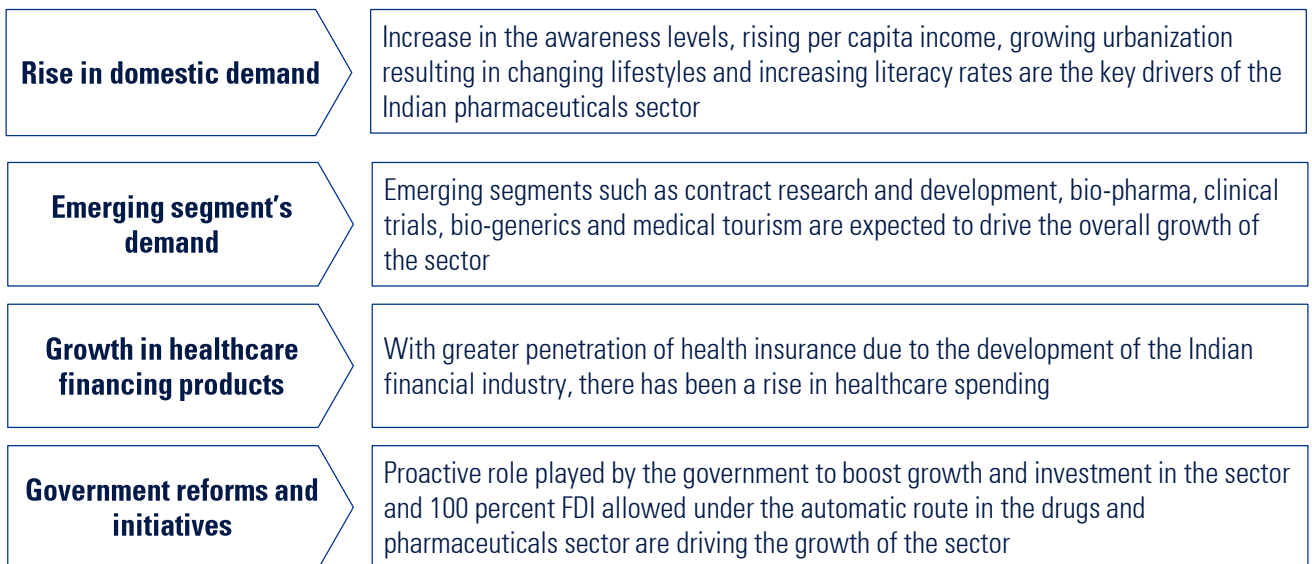 Rise in domestic demand
Increase in the awareness levels, rising per capita income, growing urbanization
resulting in changing lifestyles and increasing literacy rates are the key drivers of the
Indian pharmaceuticals sector
Emerging segment's
demand
Emerging segments such as contract research and development, bio-pharma, clinical
trials, bio-generics and medical tourism are expected to drive the overall growth of
the sector
Growth in healthcare
financing products
With greater penetration of health insurance due to the development of the Indian
financial industry, there has been a rise in healthcare spending
Government reforms and
initiatives
Proactive role played by the government to boost growth and investment in the sector
and 100 percent FDI allowed under the automatic route in the drugs and
pharmaceuticals sector are driving the growth of the sector